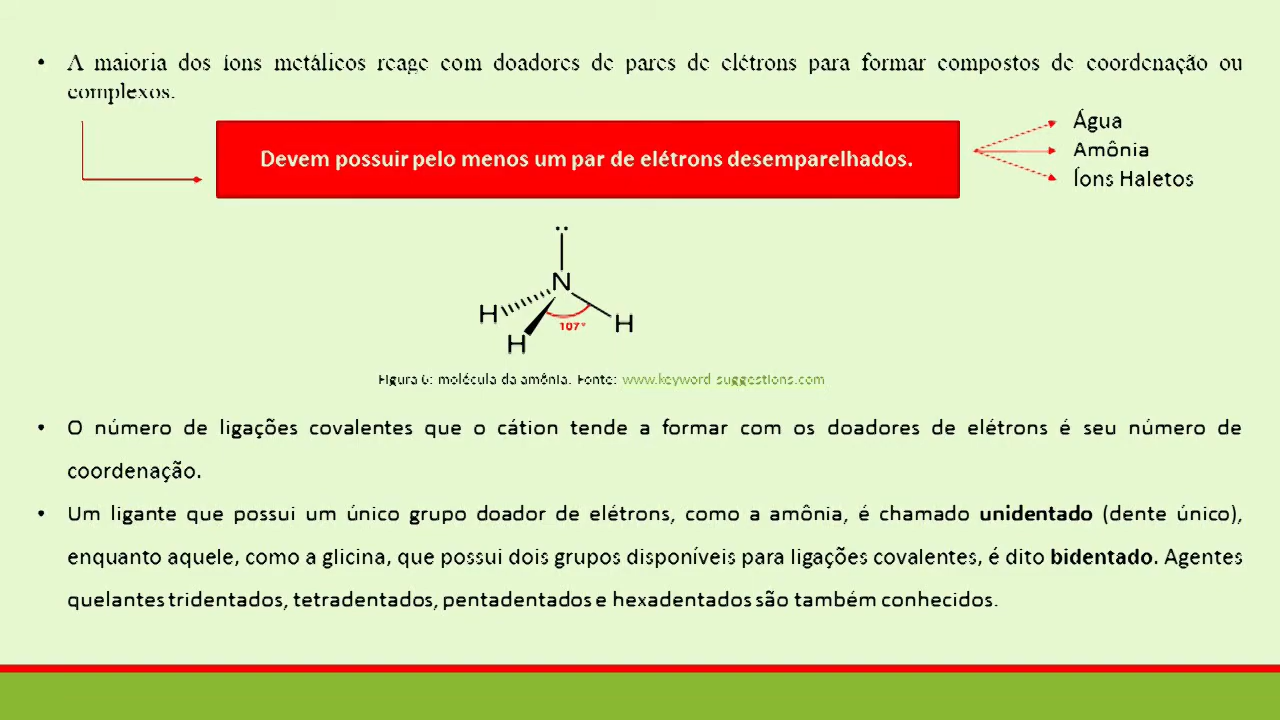 • A maioria dos íons metálicos reage com doadores de pares de elétrons para formar compostos de coordenação ou
complexos.
Devem possuir pelo menos um par de elétrons desemparelhados.
Água
Amônia
Íons Haletos
••
N
H
H
H
107°
Figura 6: molécula da amônia. Fonte: www.keyword-suggestions.com
• O número de ligações covalentes que o cátion tende a formar com os doadores de elétrons é seu número de
coordenação.
• Um ligante que possui um único grupo doador de elétrons, como a amônia, é chamado unidentado (dente único),
enquanto aquele, como a glicina, que possui dois grupos disponíveis para ligações covalentes, é dito bidentado. Agentes
quelantes tridentados, tetradentados, pentadentados e hexadentados são também conhecidos.